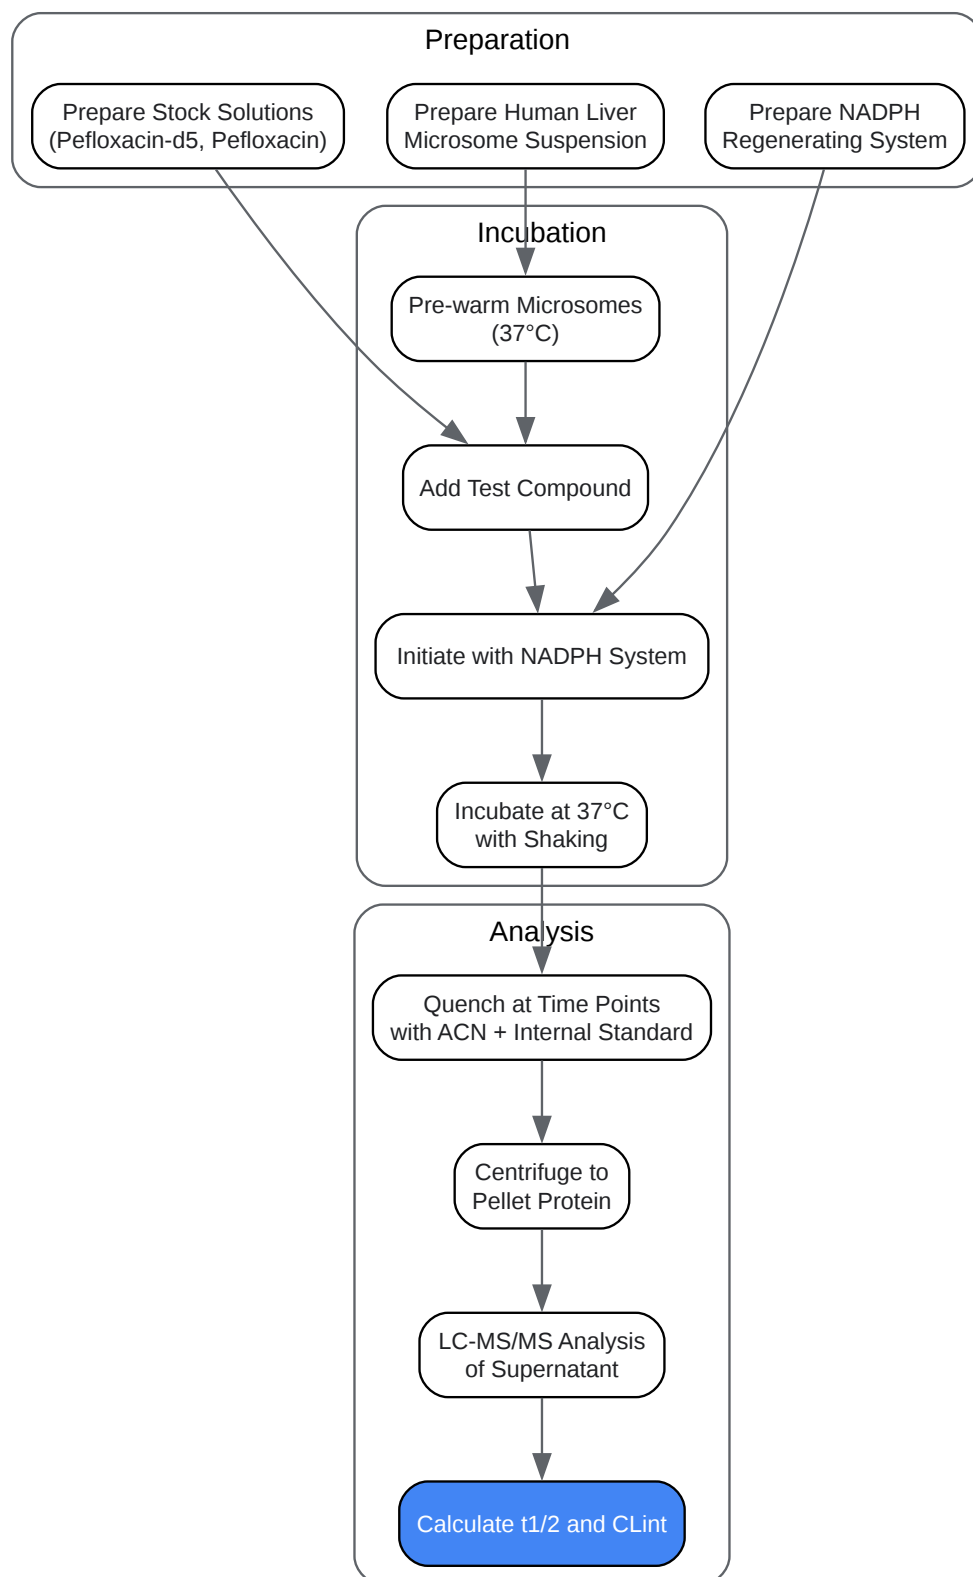 Preparation
Prepare Stock Solutions
(Pefloxacin-d5, Pefloxacin)
Prepare Human Liver
Microsome Suspension
Prepare NADPH
Regenerating System
Incubation
Pre-warm Microsomes
(37°C)
Add Test Compound
Initiate with NADPH System
Incubate at 37°C
with Shaking
Analysis
Quench at Time Points
with ACN + Internal Standard
Centrifuge to
Pellet Protein
LC-MS/MS Analysis
of Supernatant
Calculate t1/2 and CLint